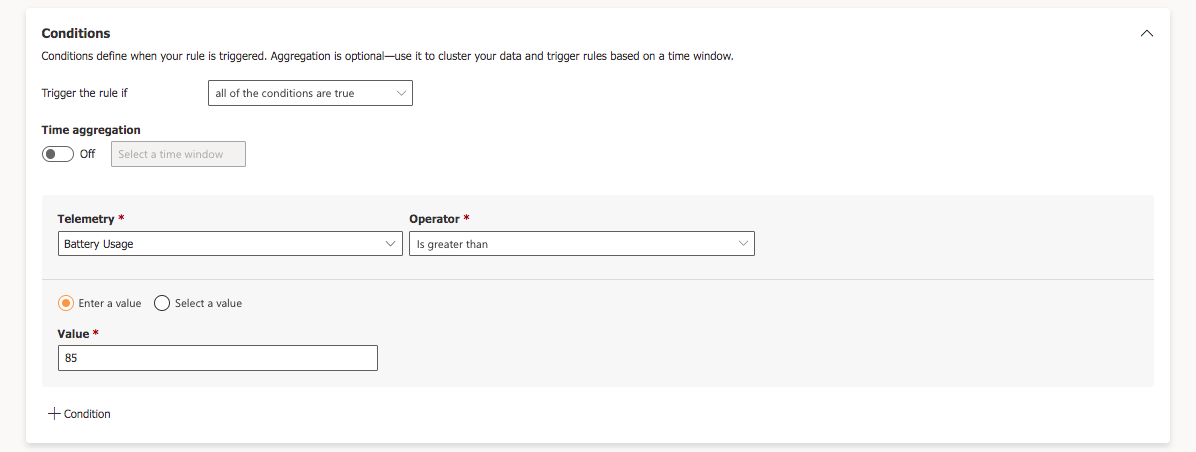 Conditions
Conditions define when your rule is triggered. Aggregation is optional—use it to cluster your data and trigger rules based on a time window.
Trigger the rule if all of the conditions are true
Time aggregation
Off Select a time window
Telemetry * Operator *
Battery Usage Is greater than
Enter a value Select a value
Value *
85
Condition